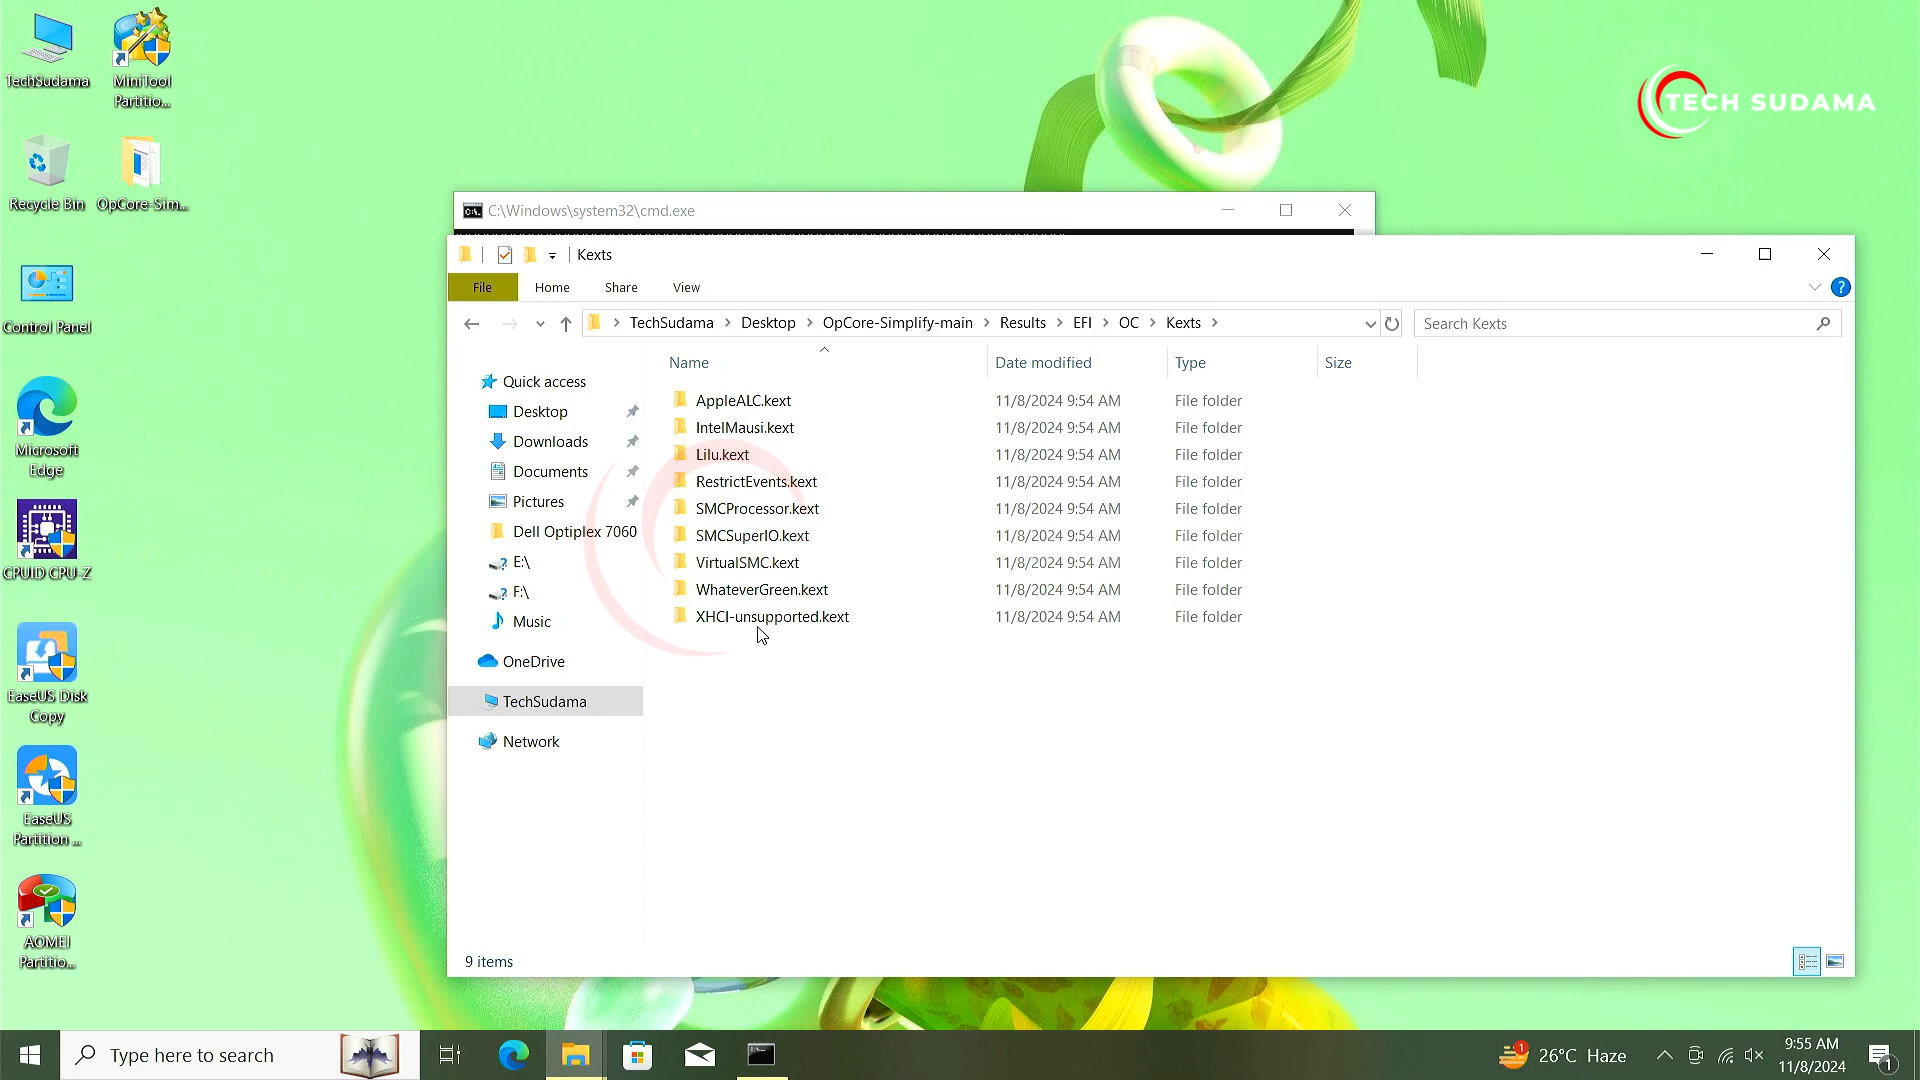 TechSudama
MiniTool
Partitio...
TECH SUDAMA
Recycle Bin
OpCore-Sim...
Control Panel
Microsoft
Edge
CPUID CPU-Z
EaseUS Disk
Copy
EaseUS
Partition ...
AOMEI
Partitio...
C:\Windows\system32\cmd.exe
Kexts
File Home Share View
TechSudama > Desktop > OpCore-Simplify-main > Results > EFI > OC > Kexts >
Search Kexts
Name Date modified Type Size
Quick access
Desktop
Downloads
Documents
Pictures
Dell Optiplex 7060
E:\
F:\
Music
OneDrive
TechSudama
Network
AppleALC.kext 11/8/2024 9:54 AM File folder
IntelMausi.kext 11/8/2024 9:54 AM File folder
Lilu.kext 11/8/2024 9:54 AM File folder
RestrictEvents.kext 11/8/2024 9:54 AM File folder
SMCProcessor.kext 11/8/2024 9:54 AM File folder
SMCSuperIO.kext 11/8/2024 9:54 AM File folder
VirtualSMC.kext 11/8/2024 9:54 AM File folder
WhateverGreen.kext 11/8/2024 9:54 AM File folder
XHCI-unsupported.kext 11/8/2024 9:54 AM File folder
9 items
Type here to search
1
26°C Haze
9:55 AM
11/8/2024
1